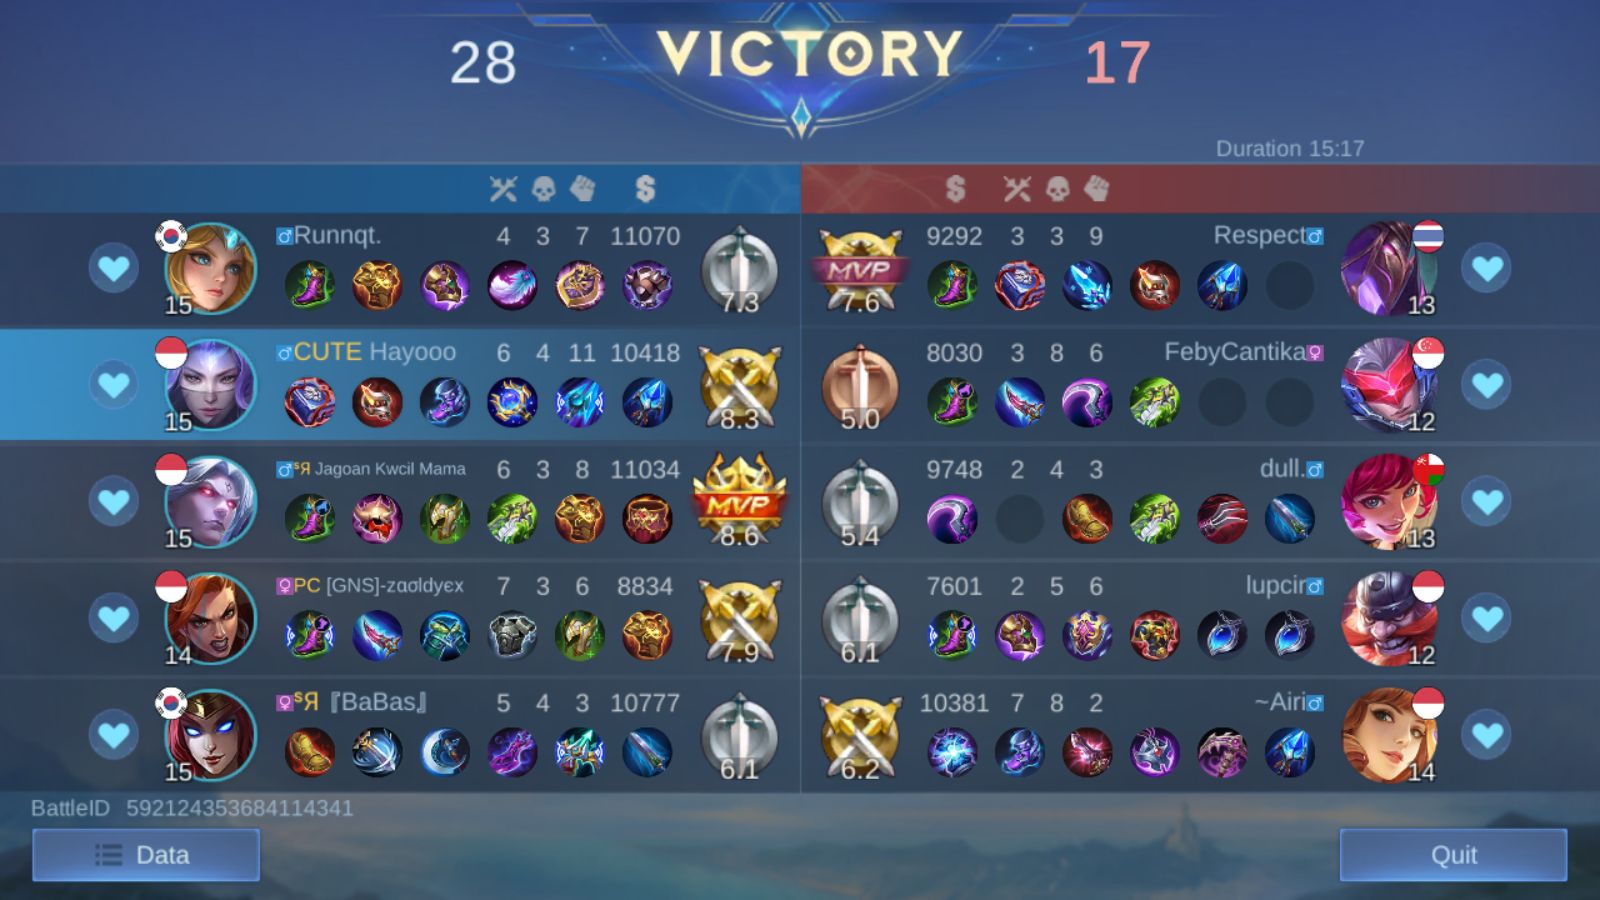 28 VICTORY 17
Duration 15:17
Runnqt. 4 3 7 11070
15 7.3
9292 3 3 9 Respect
MVP 7.6 13
CUTE Hayooo 6 4 11 10418
15 8.3
8030 3 8 6 FebyCantika
5.0 12
ˢЯ Jagoan Kwcil Mama 6 3 8 11034
15 MVP 8.6
9748 2 4 3 dull.
5.4 13
PC [GNS]-zɑσldyєx 7 3 6 8834
14 7.9
7601 2 5 6 lupcin
6.1 12
ˢЯ 『BaBas』 5 4 3 10777
15 6.1
10381 7 8 2 ~Airi
6.2 14
BattleID 592124353684114341
Data
Quit